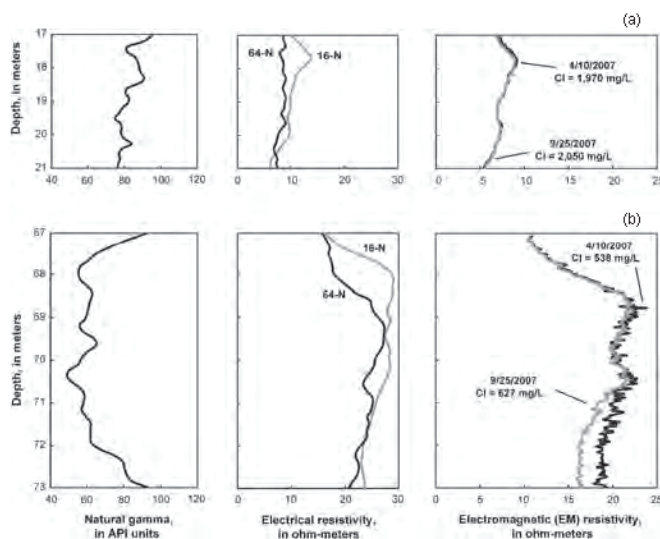 (a)
17
18
19
20
21
Depth, in meters
40 60 80 100 120
64-N
16-N
0 10 20 30
4/10/2007
Cl = 1,970 mg/L
9/25/2007
Cl = 2,050 mg/L
0 5 10 15 20 25
(b)
67
68
69
70
71
72
73
Depth, in meters
40 60 80 100 120
Natural gamma,
in API units
16-N
64-N
0 10 20 30
Electrical resistivity,
in ohm-meters
4/10/2007
Cl = 538 mg/L
9/25/2007
Cl = 627 mg/L
0 5 10 15 20 25
Electromagnetic (EM) resistivity,
in ohm-meters